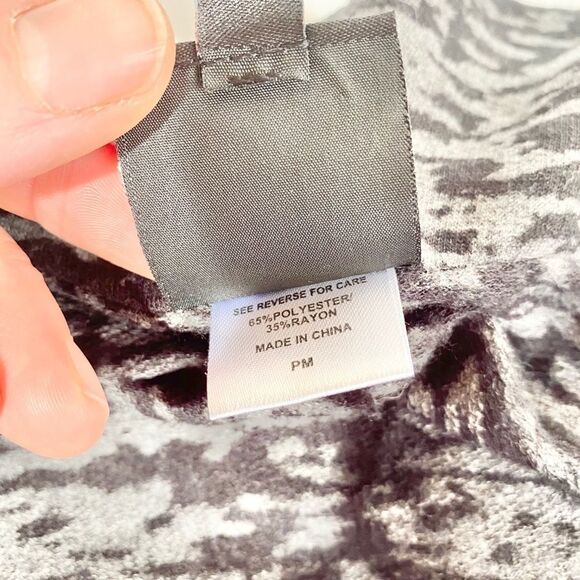 SEE REVERSE FOR CARE
65%POLYESTER/
35%RAYON
MADE IN CHINA
PM